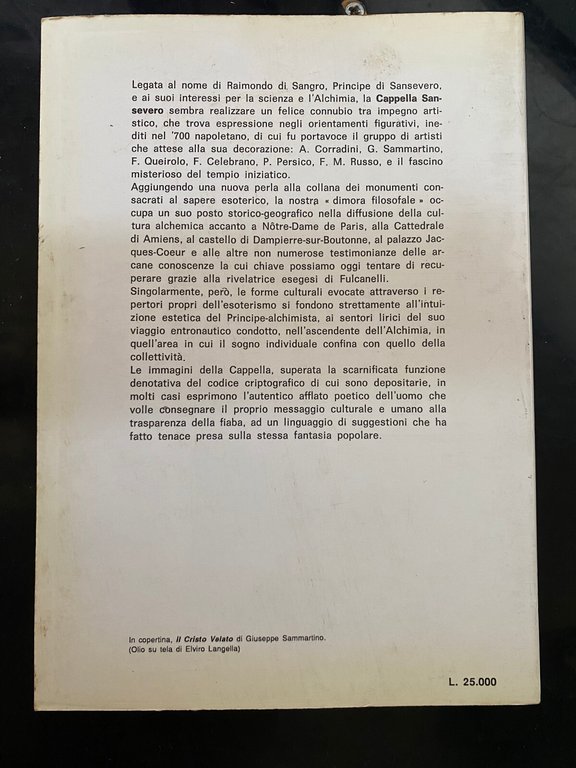 Legata al nome di Raimondo di Sangro, Principe di Sansevero,
e ai suoi interessi per la scienza e l'Alchimia, la Cappella San-
severo sembra realizzare un felice connubio tra impegno arti-
stico, che trova espressione negli orientamenti figurativi, ine-
diti nel '700 napoletano, di cui fu portavoce il gruppo di artisti
che attese alla sua decorazione: A. Corradini, G. Sammartino,
F. Queirolo, F. Celebrano, P. Persico, F. M. Russo, e il fascino
misterioso del tempio iniziatico.
Aggiungendo una nuova perla alla collana dei monumenti con-
sacrati al sapere esoterico, la nostra « dimora filosofale » oc-
cupa un suo posto storico-geografico nella diffusione della cul-
tura alchemica accanto a Nôtre-Dame de Paris, alla Cattedrale
di Amiens, al castello di Dampierre-sur-Boutonne, al palazzo Jac-
ques-Coeur e alle altre non numerose testimonianze delle ar-
cane conoscenze la cui chiave possiamo oggi tentare di recu-
perare grazie alla rivelatrice esegesi di Fulcanelli.
Singolarmente, però, le forme culturali evocate attraverso i re-
pertori propri dell'esoterismo si fondono strettamente all'intui-
zione estetica del Principe-alchimista, ai sentori lirici del suo
viaggio entronautico condotto, nell'ascendente dell'Alchimia, in
quell'area in cui il sogno individuale confina con quello della
collettività.
Le immagini della Cappella, superata la scarnificata funzione
denotativa del codice criptografico di cui sono depositarie, in
molti casi esprimono l'autentico afflato poetico dell'uomo che
volle consegnare il proprio messaggio culturale e umano alla
trasparenza della fiaba, ad un linguaggio di suggestioni che ha
fatto tenace presa sulla stessa fantasia popolare.
In copertina, il Cristo Velato di Giuseppe Sammartino.
(Olio su tela di Elviro Langella)
L. 25.000